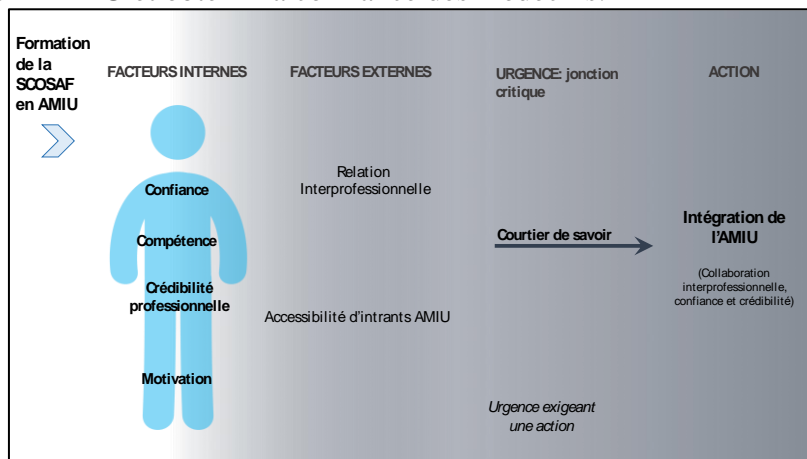 Formation
de la
SCOSAF
en AMIU
FACTEURS INTERNES
FACTEURS EXTERNES
URGENCE: jonction
critique
ACTION
Confiance
Compétence
Crédibilité
professionnelle
Motivation
Relation
Interprofessionnelle
Accessibilité d'intrants AMIU
Courtier de savoir
Urgence exigeant
une action
Intégration de
l'AMIU
(Collaboration
interprofessionnelle,
confiance et crédibilité)